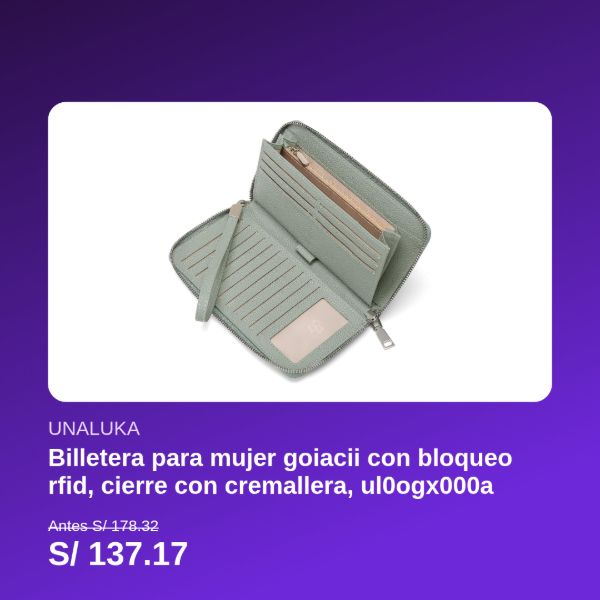 UNALUKA
Billetera para mujer goiacii con bloqueo
rfid, cierre con cremallera, ul0ogx000a
Antes S/ 178.32
S/ 137.17